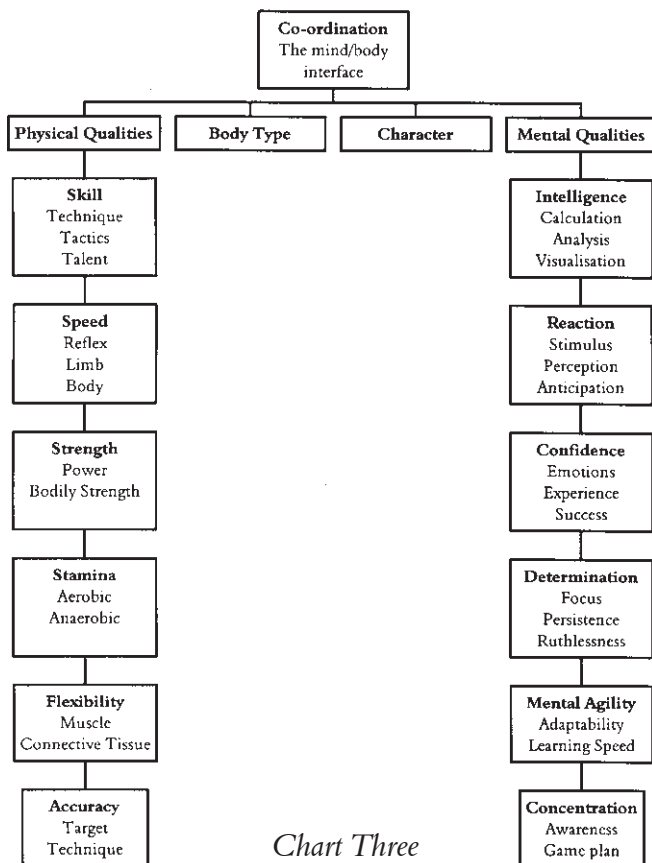 Co-ordination
The mind/body
interface
Physical Qualities
Body Type
Character
Mental Qualities
Skill
Technique
Tactics
Talent
Speed
Reflex
Limb
Body
Strength
Power
Bodily Strength
Stamina
Aerobic
Anaerobic
Flexibility
Muscle
Connective Tissue
Accuracy
Target
Technique
Intelligence
Calculation
Analysis
Visualisation
Reaction
Stimulus
Perception
Anticipation
Confidence
Emotions
Experience
Success
Determination
Focus
Persistence
Ruthlessness
Mental Agility
Adaptability
Learning Speed
Concentration
Awareness
Game plan
Chart Three